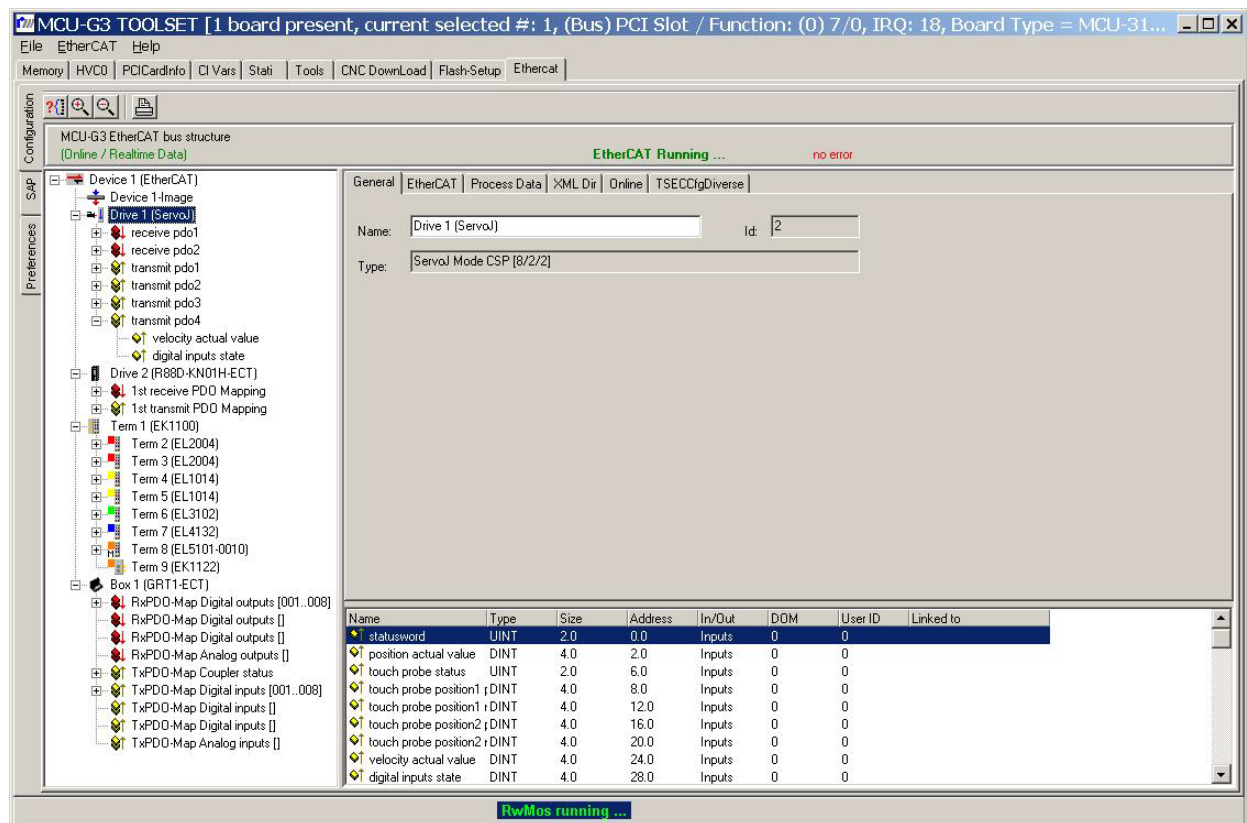 MCU-G3 TOOLSET [1 board present, current selected #: 1, (Bus) PCI Slot / Function: (0) 7/0, IRQ: 18, Board Type = MCU-31...
File EtherCAT Help
Memory HVC0 PCICardInfo CI Vars Stati Tools CNC DownLoad Flash-Setup Ethercat
Configuration
SAP
Preferences
MCU-G3 EtherCAT bus structure
(Online / Realtime Data) EtherCAT Running ... no error
Device 1 (EtherCAT)
Device 1-Image
Drive 1 (ServoJ)
receive pdo1
receive pdo2
transmit pdo1
transmit pdo2
transmit pdo3
transmit pdo4
velocity actual value
digital inputs state
Drive 2 (R88D-KN01H-ECT)
1st receive PDO Mapping
1st transmit PDO Mapping
Term 1 (EK1100)
Term 2 (EL2004)
Term 3 (EL2004)
Term 4 (EL1014)
Term 5 (EL1014)
Term 6 (EL3102)
Term 7 (EL4132)
Term 8 (EL5101-0010)
Term 9 (EK1122)
Box 1 (GRT1-ECT)
RxPDO-Map Digital outputs [001..008]
RxPDO-Map Digital outputs []
RxPDO-Map Digital outputs []
RxPDO-Map Analog outputs []
TxPDO-Map Coupler status
TxPDO-Map Digital inputs [001..008]
TxPDO-Map Digital inputs []
TxPDO-Map Digital inputs []
TxPDO-Map Analog inputs []
General EtherCAT Process Data XML Dir Online TSECCfgDiverse
Name: Drive 1 (ServoJ) Id: 2
Type: ServoJ Mode CSP [8/2/2]
Name Type Size Address In/Out DOM User ID Linked to
statusword UINT 2.0 0.0 Inputs 0 0
position actual value DINT 4.0 2.0 Inputs 0 0
touch probe status UINT 2.0 6.0 Inputs 0 0
touch probe position1 DINT 4.0 8.0 Inputs 0 0
touch probe position1 DINT 4.0 12.0 Inputs 0 0
touch probe position2 DINT 4.0 16.0 Inputs 0 0
touch probe position2 DINT 4.0 20.0 Inputs 0 0
velocity actual value DINT 4.0 24.0 Inputs 0 0
digital inputs state DINT 4.0 28.0 Inputs 0 0
RwMos running ...